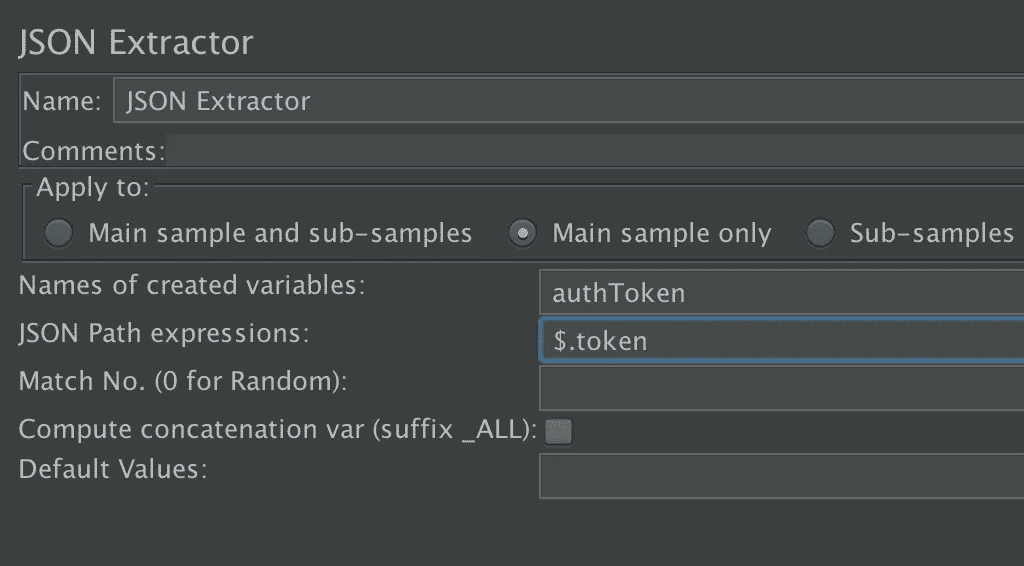 JSON Extractor
Name: JSON Extractor
Comments:
Apply to:
Main sample and sub-samples Main sample only Sub-samples
Names of created variables: authToken
JSON Path expressions: $.token
Match No. (0 for Random):
Compute concatenation var (suffix _ALL):
Default Values: